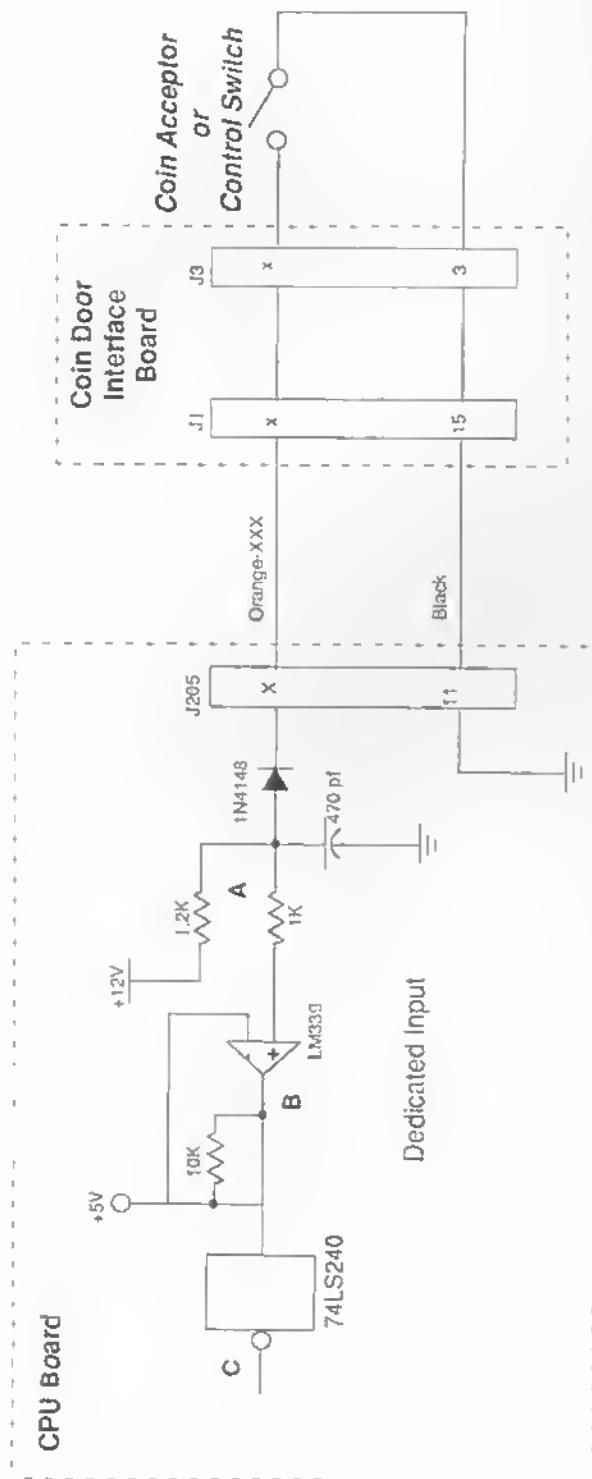 CPU Board
C
74LS240
+5V
10K
B
LM339
-
+
+12V
1.2K
A
1K
1N4148
470 pf
Dedicated Input
J205
X
11
Orange-XXX
Black
Coin Door
Interface
Board
J1
x
15
J3
x
3
Coin Acceptor
or
Control Switch